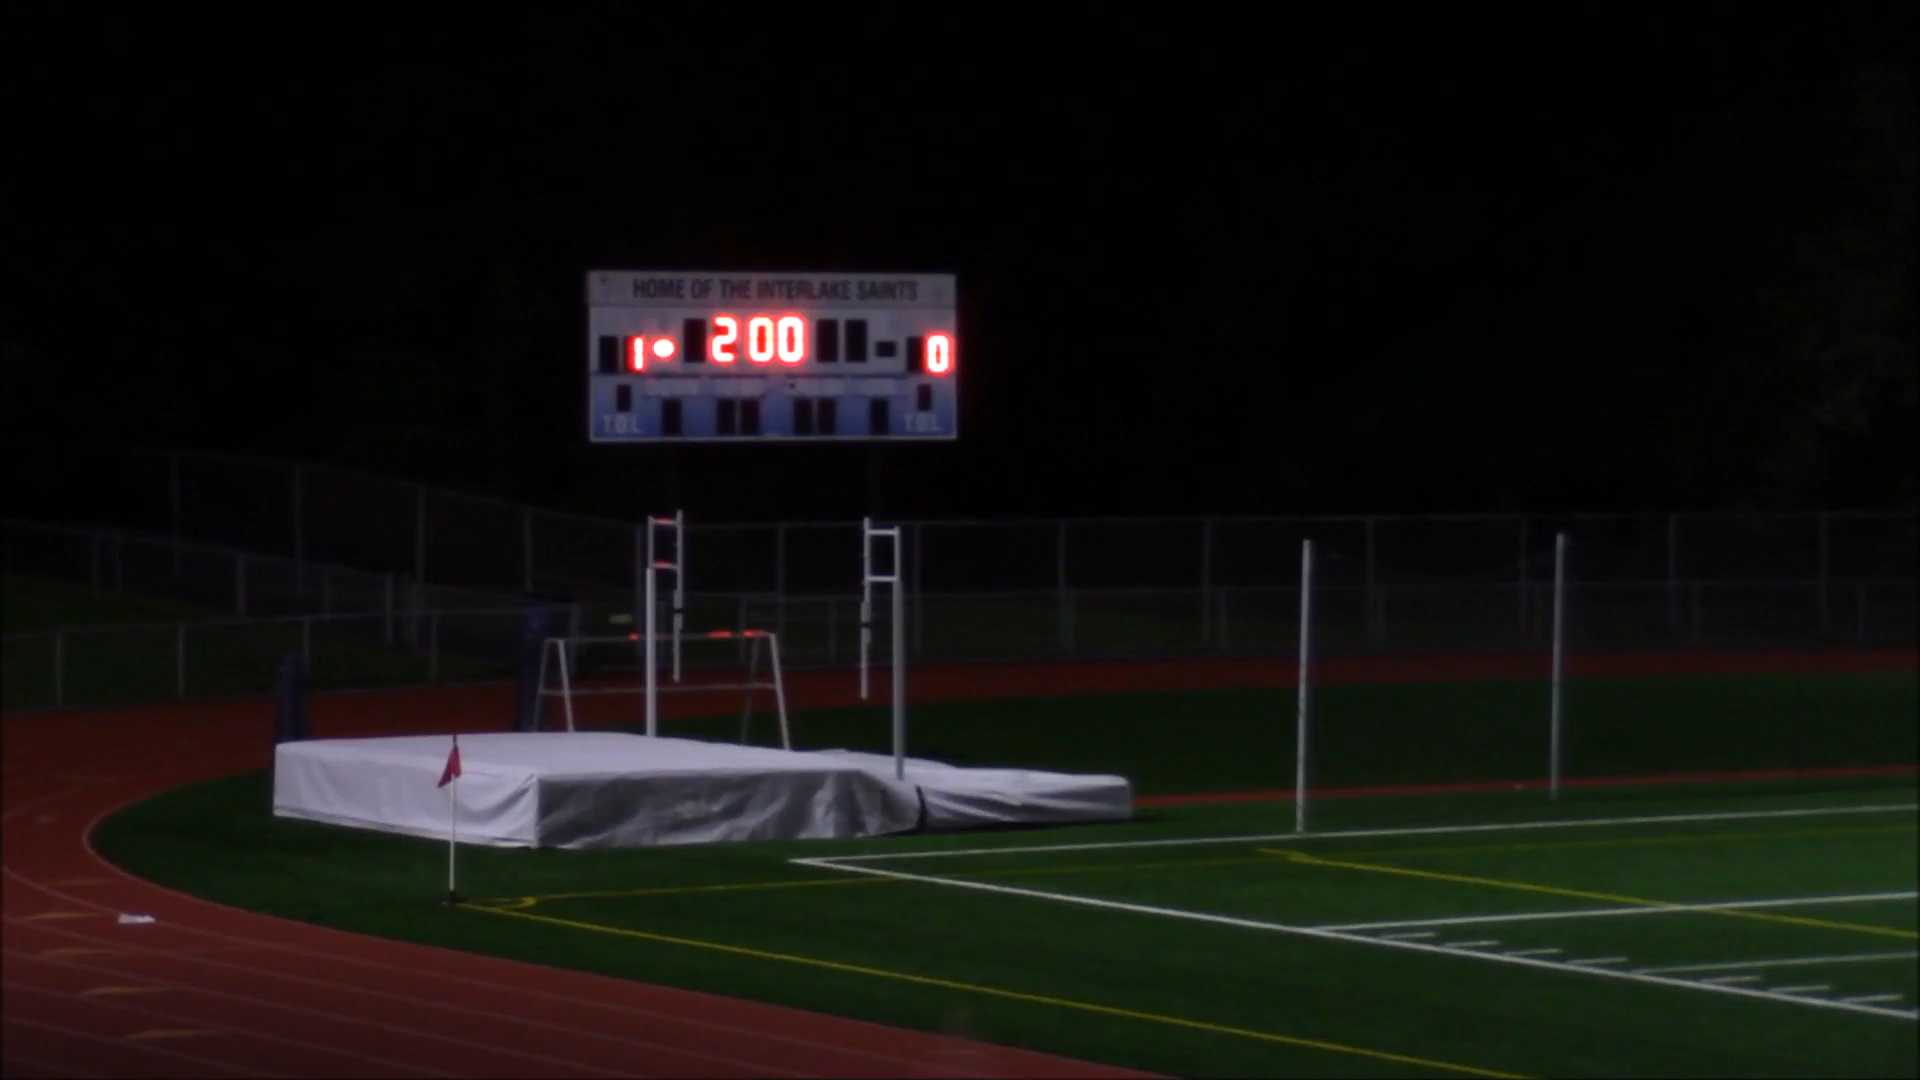 HOME OF THE INTERLAKE SAINTS
1 200 0
T.O.L. T.O.L.